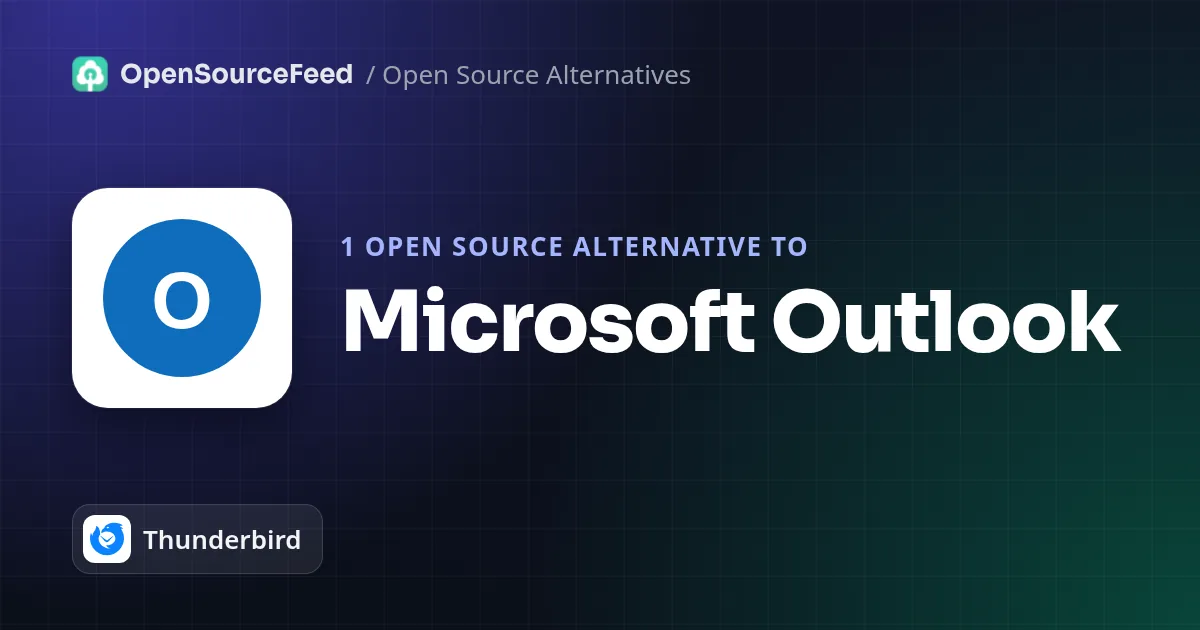 OpenSourceFeed / Open Source Alternatives
O
1 OPEN SOURCE ALTERNATIVE TO
Microsoft Outlook
Thunderbird